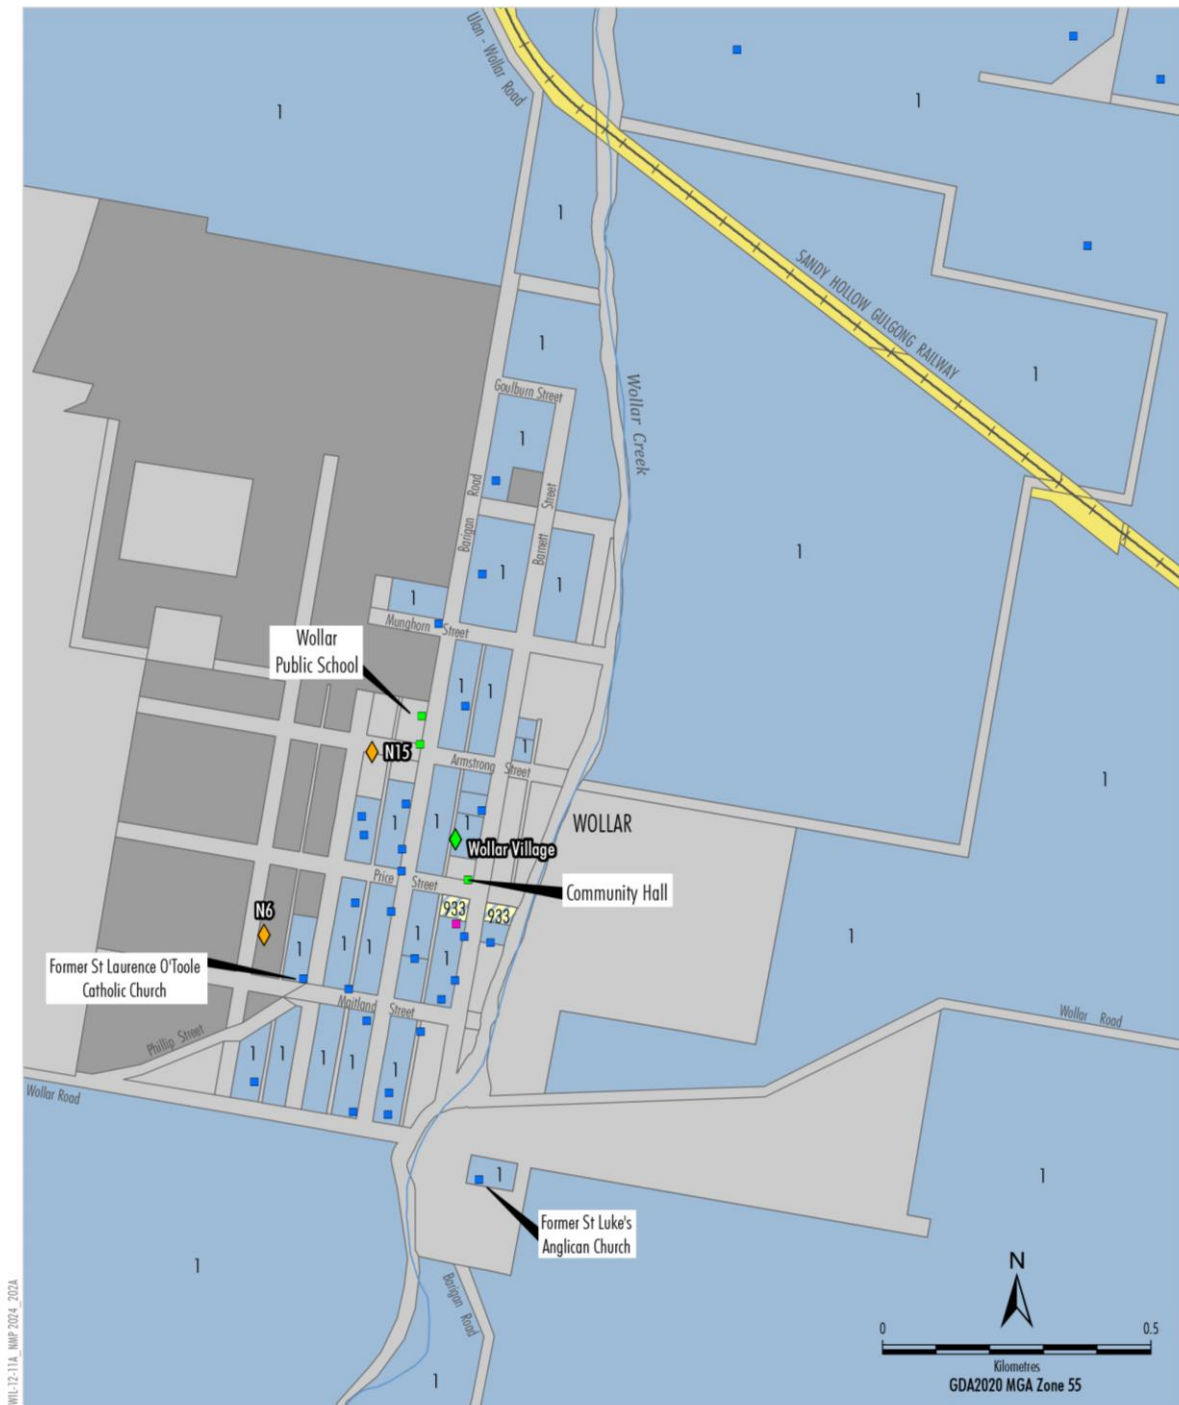 Ulan - Wollar Road
1
1
1
SANDY HOLLOW GULGONG RAILWAY
1
1
Goulburn Street
Wollar Creek
1
Barigan Road
Barnett Street
1
1
1
1
Munghorn Street
Wollar
Public School
1
1
N15
Armstrong Street
1
1
1
1
1
WOLLAR
Wollar Village
Price Street
Community Hall
933
933
N6
1
1
1
1
1
1
Former St Laurence O'Toole
Catholic Church
Maitland Street
Phillip Street
Wollar Road
1
1
1
1
1
Wollar Road
1
1
Former St Luke's
Anglican Church
1
Barigan Road
1
N
0
0.5
Kilometres
GDA2020 MGA Zone 55
WIL-12-11A_NMP 2024_202A